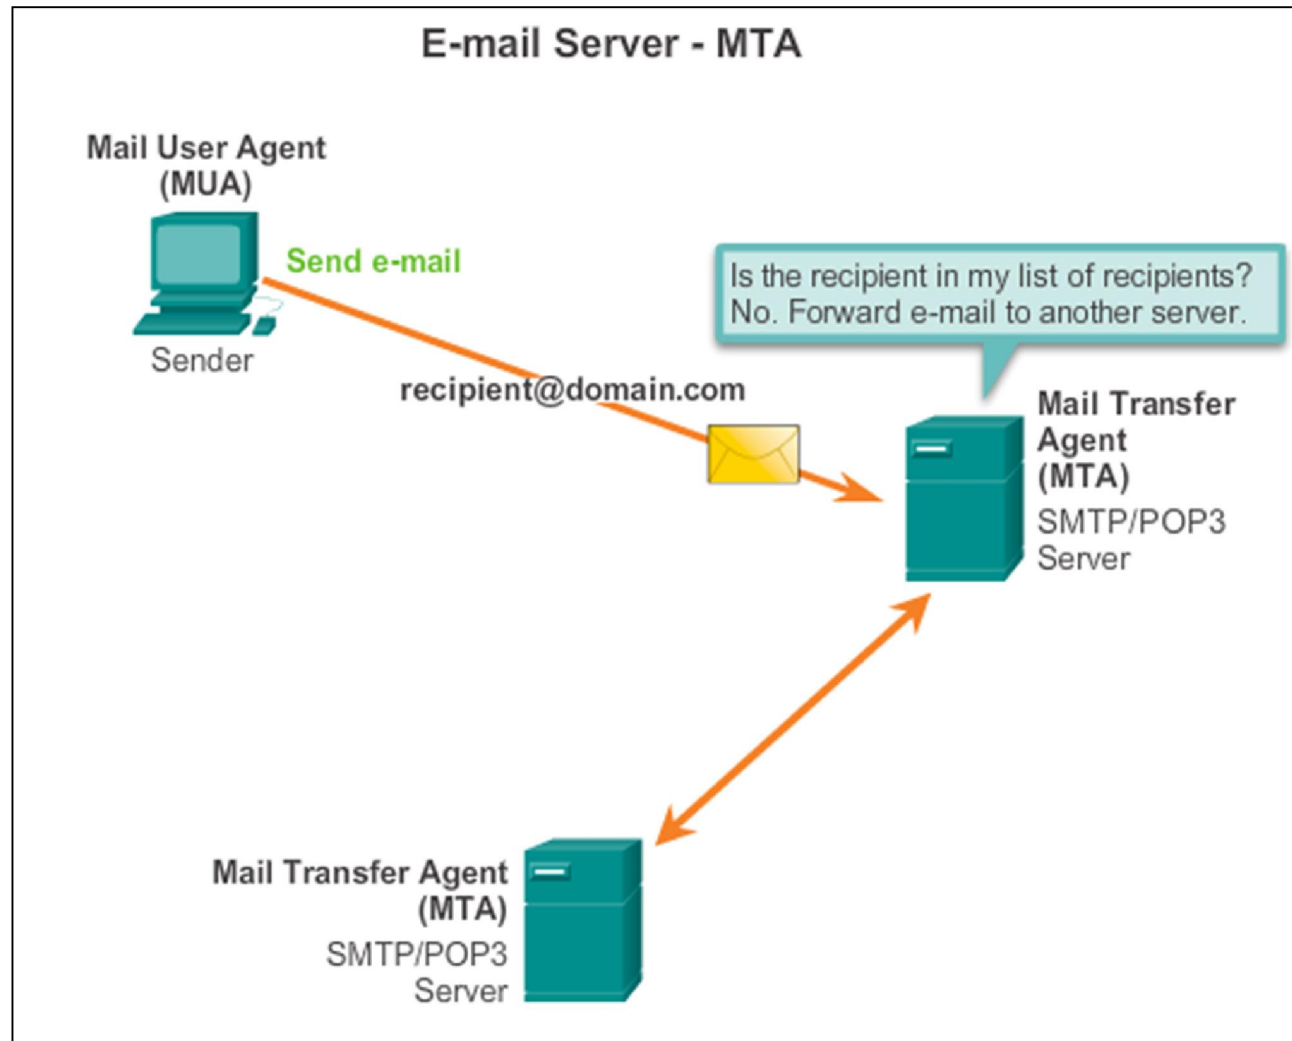 E-mail Server - MTA
Mail User Agent
(MUA)
Send e-mail
Sender
Is the recipient in my list of recipients?
No. Forward e-mail to another server.
recipient@domain.com
Mail Transfer
Agent
(MTA)
SMTP/POP3
Server
Mail Transfer Agent
(MTA)
SMTP/POP3
Server